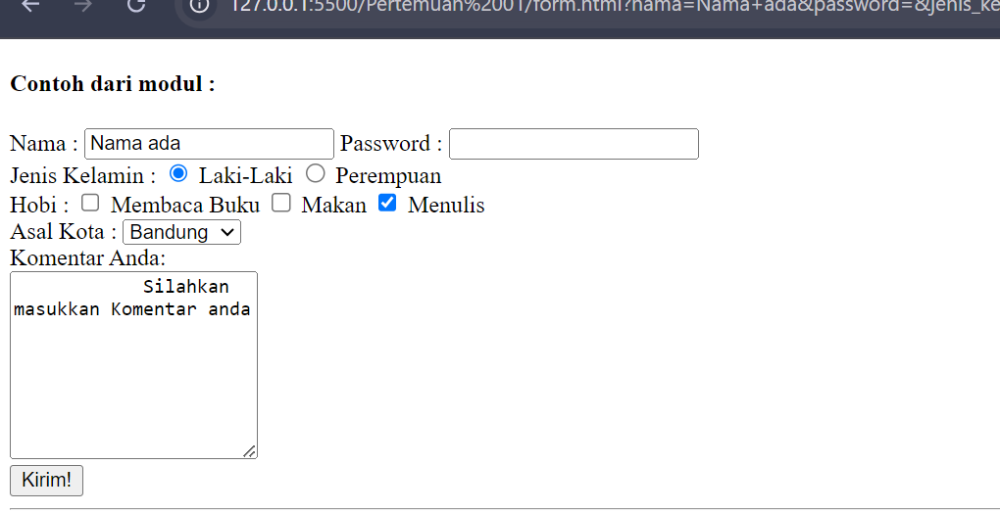 127.0.0.1:5500/Pertemuan%2001/form.html?nama=Nama+ada&password=&jenis_ke
Contoh dari modul :
Nama : Nama ada Password :
Jenis Kelamin : Laki-Laki Perempuan
Hobi : Membaca Buku Makan Menulis
Asal Kota : Bandung
Komentar Anda:
Silahkan
masukkan Komentar anda
Kirim!